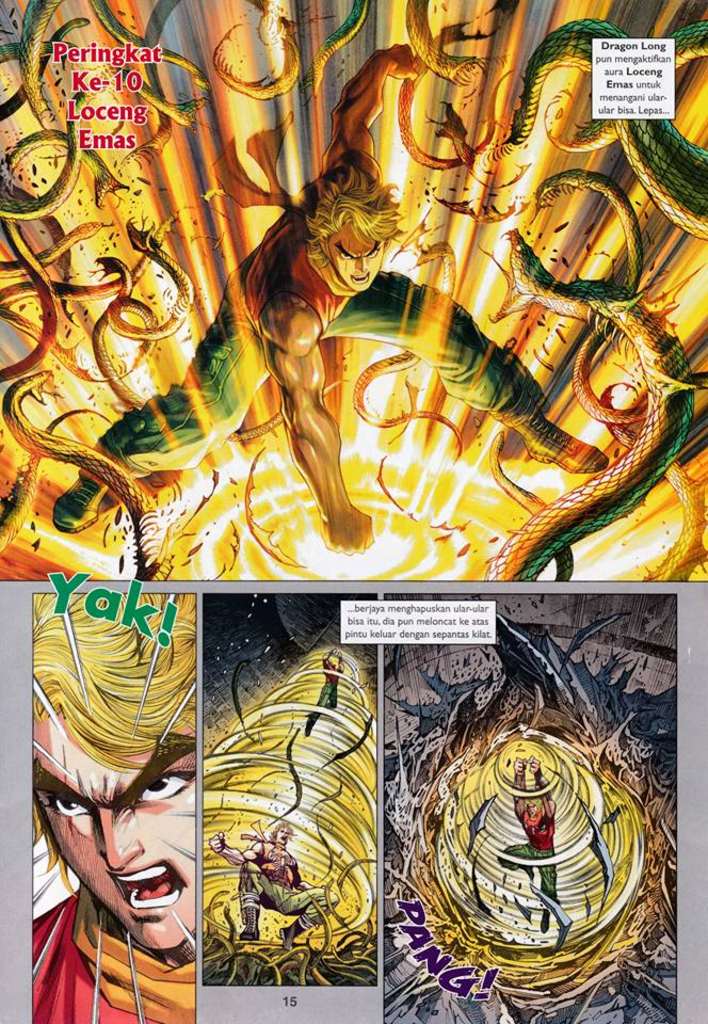 Peringkat
Ke-10
Loceng
Emas
Dragon Long
pun mengaktifkan
aura Loceng
Emas untuk
menangani ular-
ular bisa. Lepas...
Yak!
...berjaya menghapuskan ular-ular
bisa itu, dia pun meloncat ke atas
pintu keluar dengan sepantas kilat.
PANG!
15